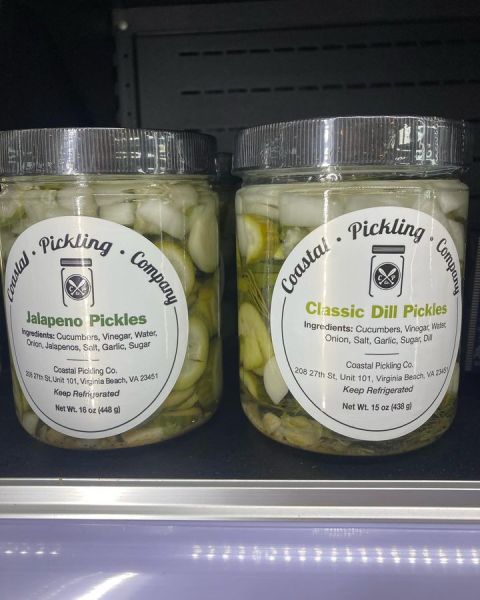 Coastal • Pickling • Company
Jalapeno Pickles
Ingredients: Cucumbers, Vinegar, Water,
Onion, Jalapenos, Salt, Garlic, Sugar
Coastal Pickling Co.
208 27th St, Unit 101, Virginia Beach, VA 23451
Keep Refrigerated
Net Wt. 16 oz (448 g)
Coastal • Pickling • Company
Classic Dill Pickles
Ingredients: Cucumbers, Vinegar, Water,
Onion, Salt, Garlic, Sugar, Dill
Coastal Pickling Co.
208 27th St, Unit 101, Virginia Beach, VA 23451
Keep Refrigerated
Net Wt. 15 oz (438 g)